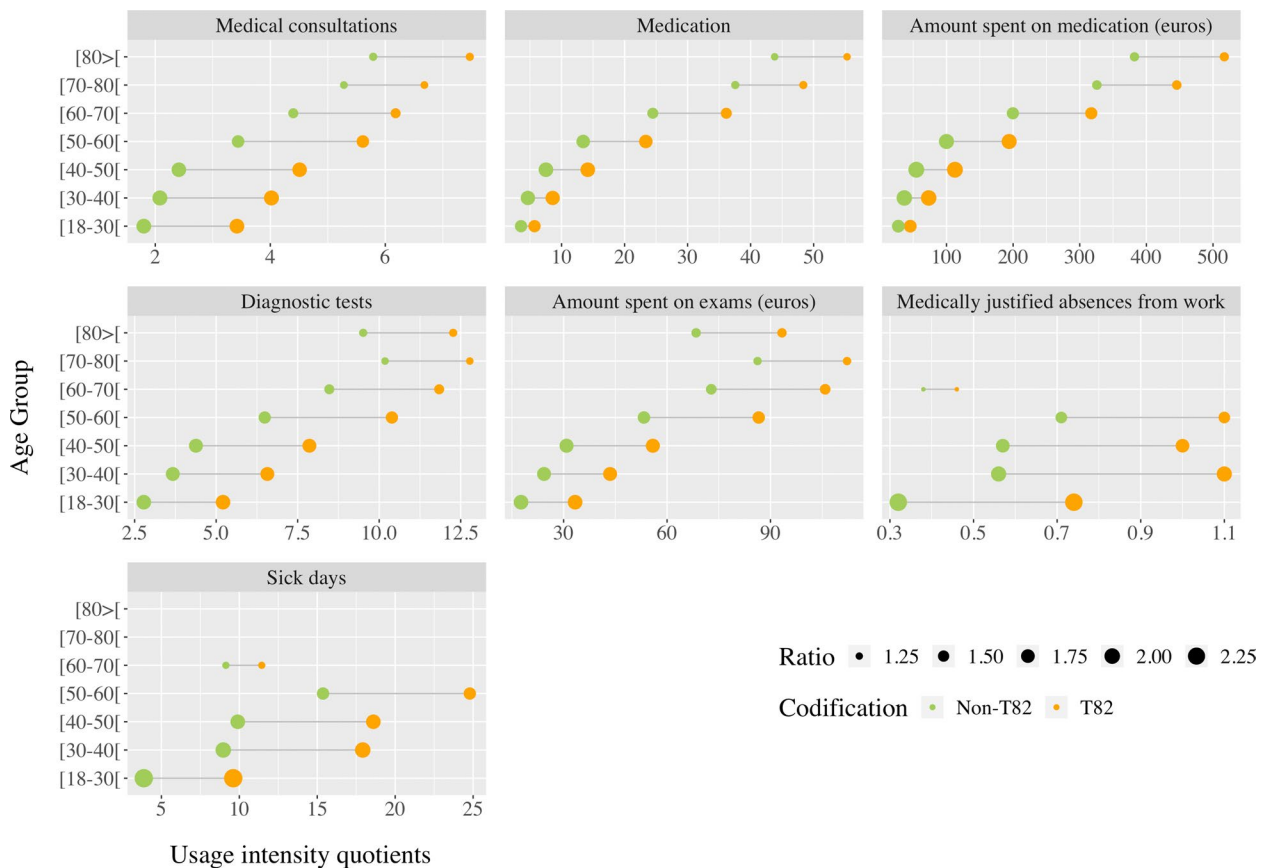 Medical consultations
Medication
Amount spent on medication (euros)
[80>[
[70-80[
[60-70[
[50-60[
[40-50[
[30-40[
[18-30[
2 4 6
10 20 30 40 50
100 200 300 400 500
Diagnostic tests
Amount spent on exams (euros)
Medically justified absences from work
Age Group
[80>[
[70-80[
[60-70[
[50-60[
[40-50[
[30-40[
[18-30[
2.5 5.0 7.5 10.0 12.5
30 60 90
0.3 0.5 0.7 0.9 1.1
Sick days
[80>[
[70-80[
[60-70[
[50-60[
[40-50[
[30-40[
[18-30[
5 10 15 20 25
Usage intensity quotients
Ratio 1.25 1.50 1.75 2.00 2.25
Codification Non-T82 T82